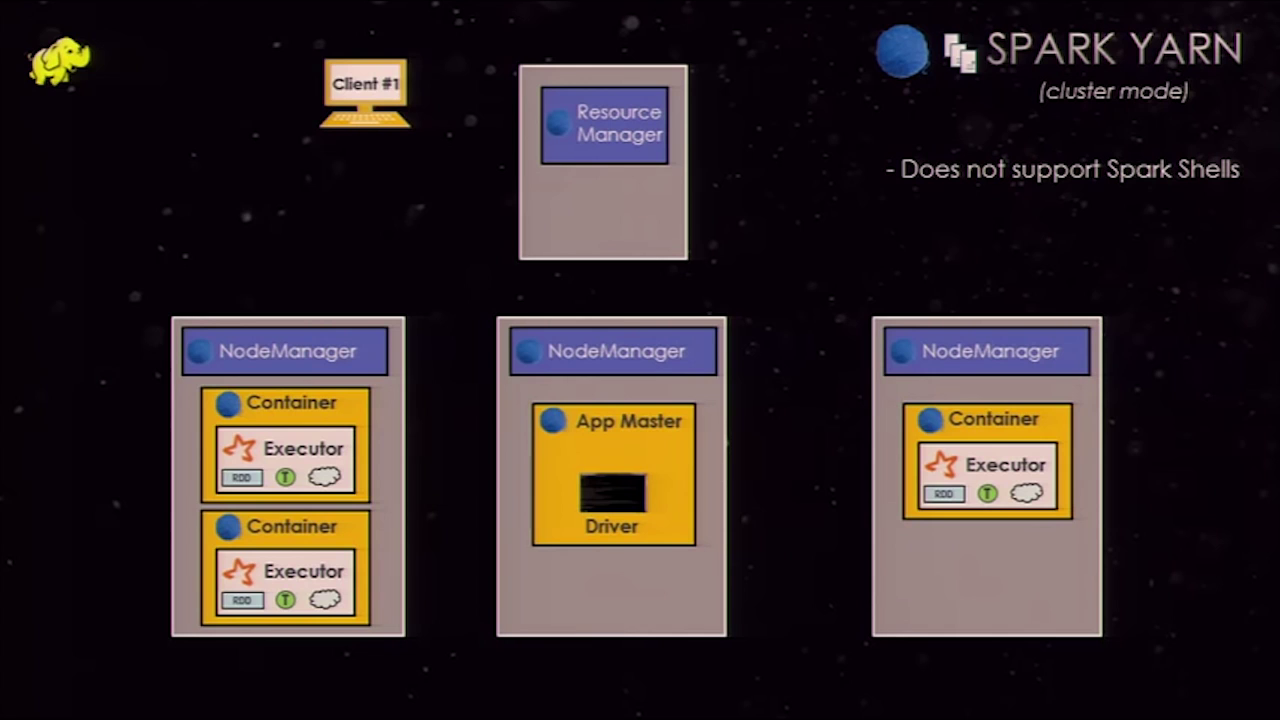 Client #1
SPARK YARN
(cluster mode)
Resource
Manager
- Does not support Spark Shells
NodeManager
Container
Executor
RDD T
Container
Executor
RDD T
NodeManager
App Master
Driver
NodeManager
Container
Executor
RDD T